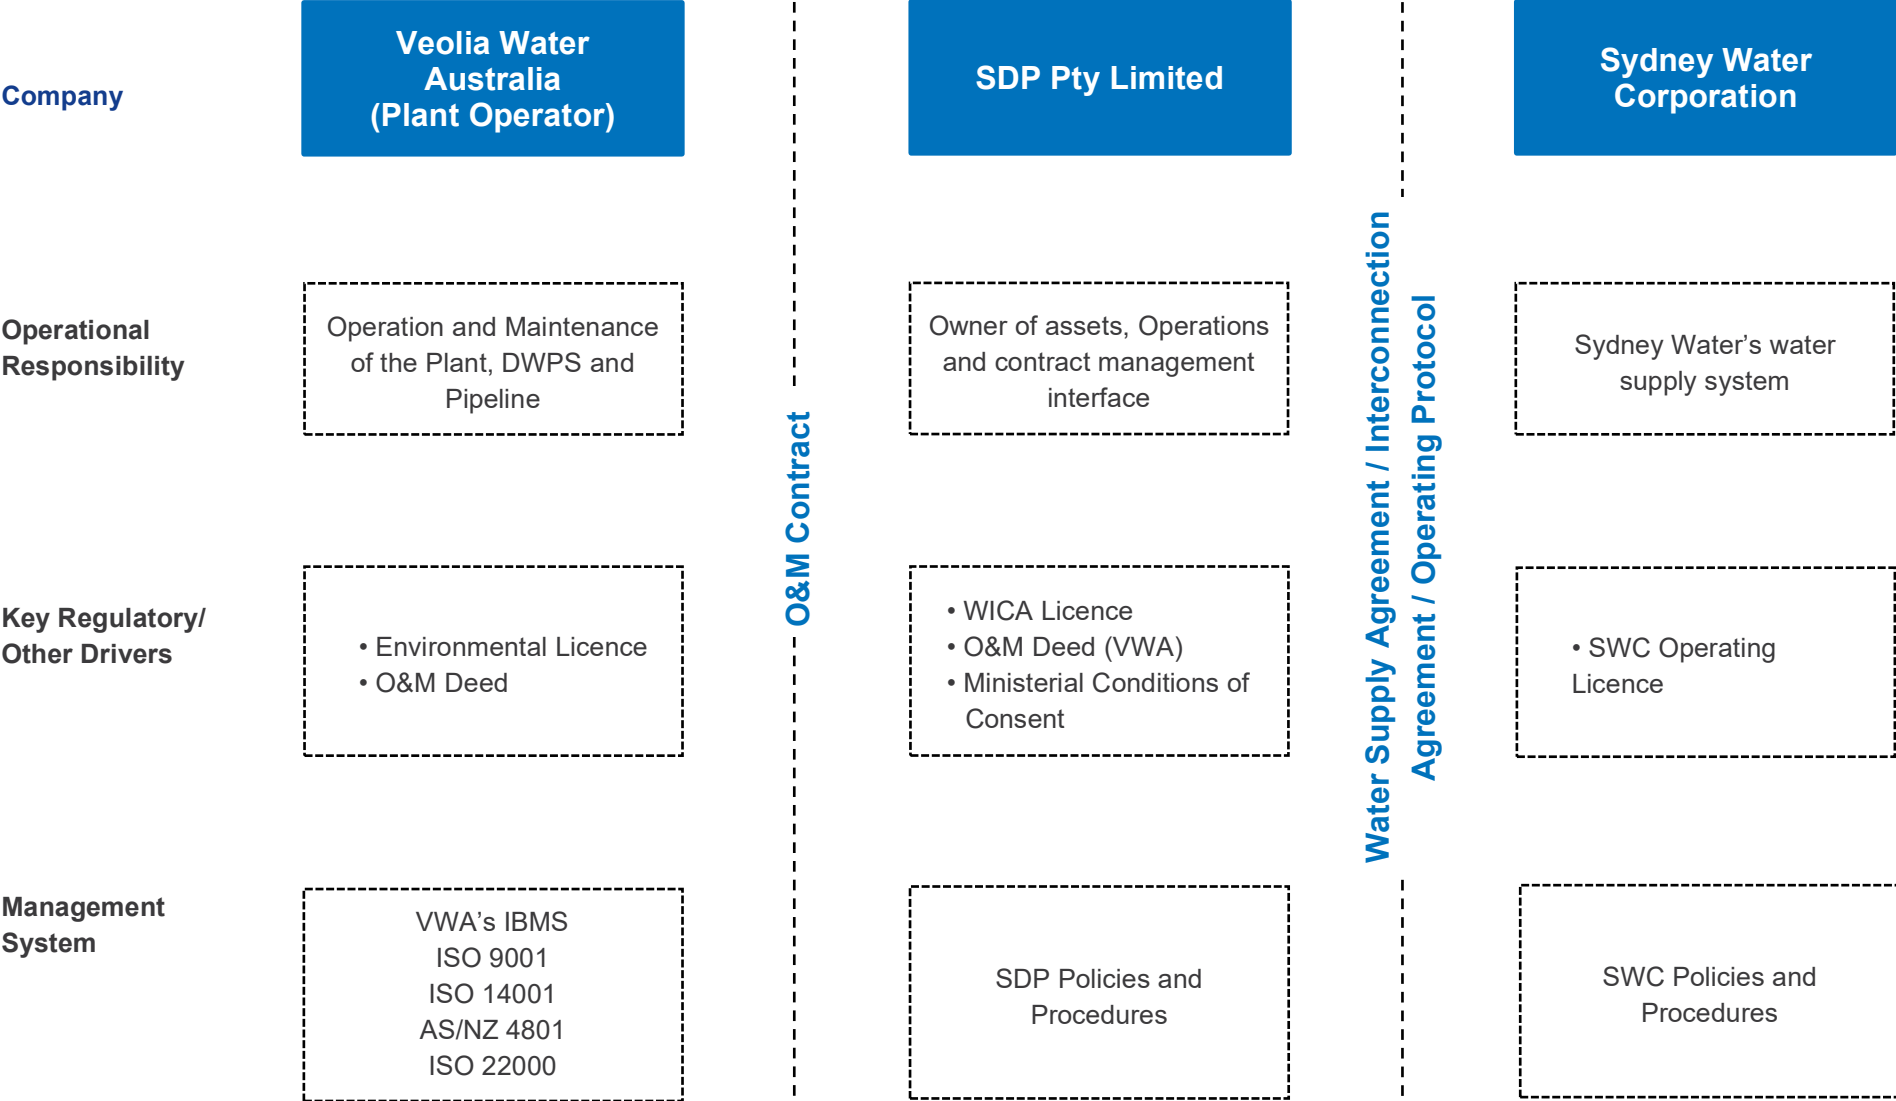 Company
Veolia Water
Australia
(Plant Operator)
SDP Pty Limited
Sydney Water
Corporation
Operational
Responsibility
Operation and Maintenance
of the Plant, DWPS and
Pipeline
Owner of assets, Operations
and contract management
interface
Sydney Water’s water
supply system
O&M Contract
Water Supply Agreement / Interconnection
Agreement / Operating Protocol
Key Regulatory/
Other Drivers
• Environmental Licence
• O&M Deed
• WICA Licence
• O&M Deed (VWA)
• Ministerial Conditions of
Consent
• SWC Operating
Licence
Management
System
VWA’s IBMS
ISO 9001
ISO 14001
AS/NZ 4801
ISO 22000
SDP Policies and
Procedures
SWC Policies and
Procedures